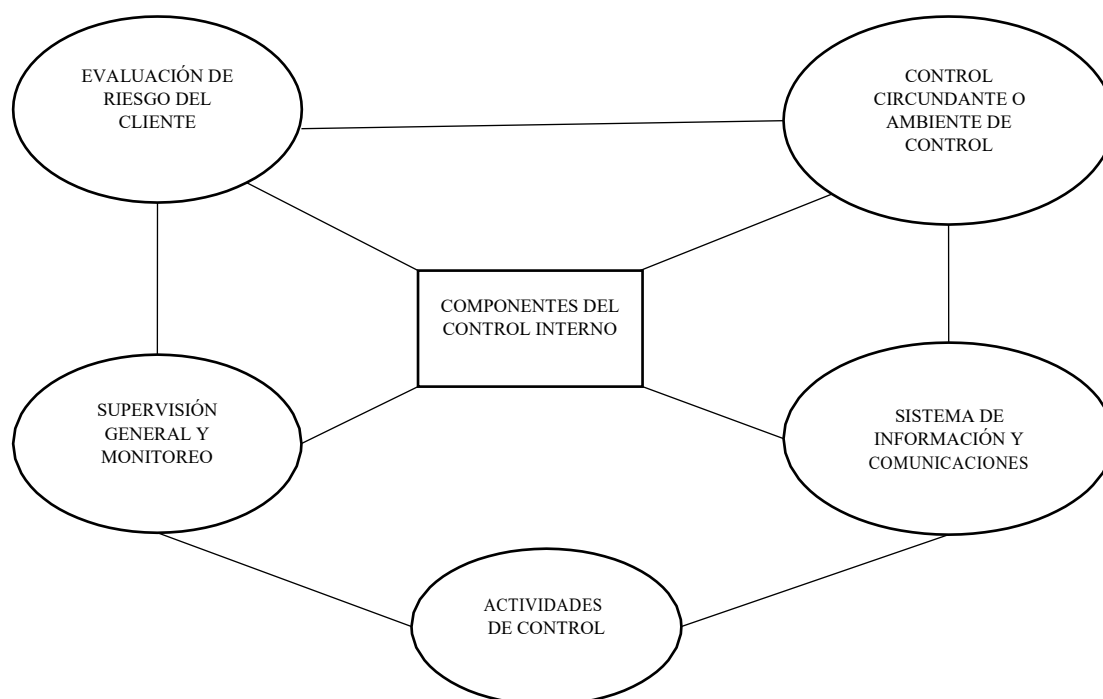 EVALUACIÓN DE
RIESGO DEL
CLIENTE
CONTROL
CIRCUNDANTE O
AMBIENTE DE
CONTROL
COMPONENTES DEL
CONTROL INTERNO
SUPERVISIÓN
GENERAL Y
MONITOREO
SISTEMA DE
INFORMACIÓN Y
COMUNICACIONES
ACTIVIDADES
DE CONTROL